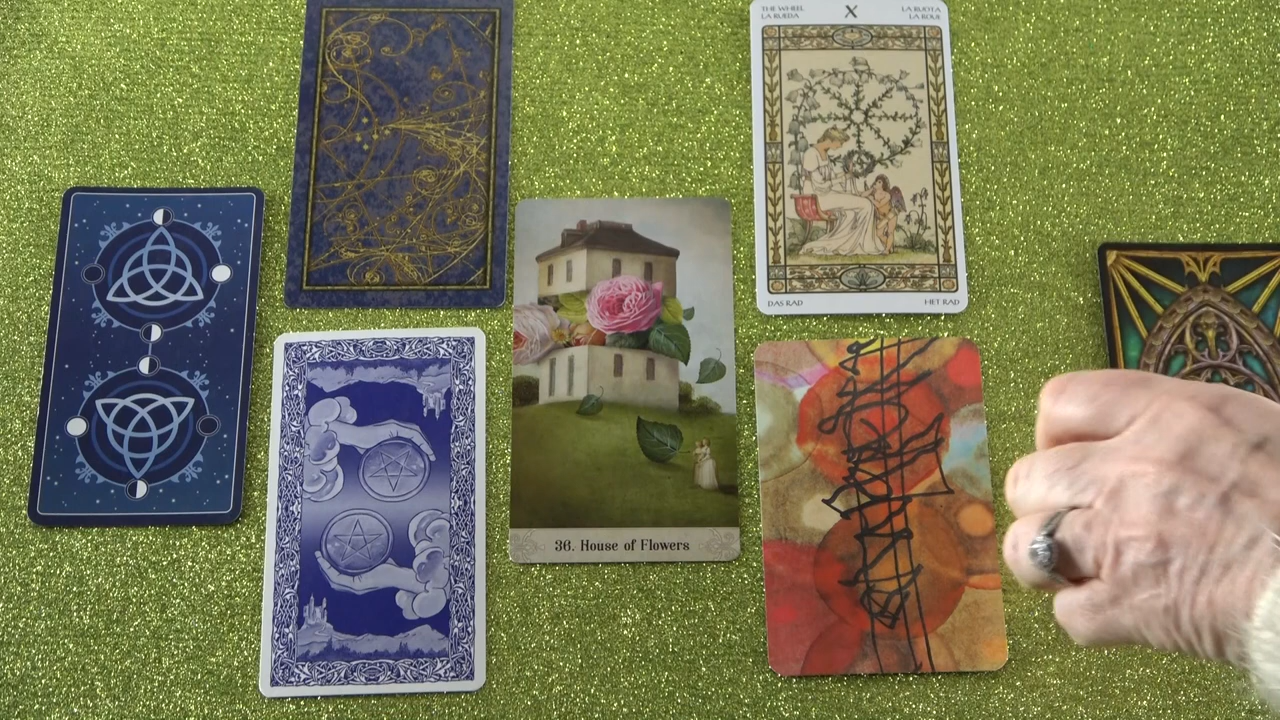 THE WHEEL
LA RUEDA
X
LA RUOTA
LA ROUE
DAS RAD
HET RAD
36. House of Flowers